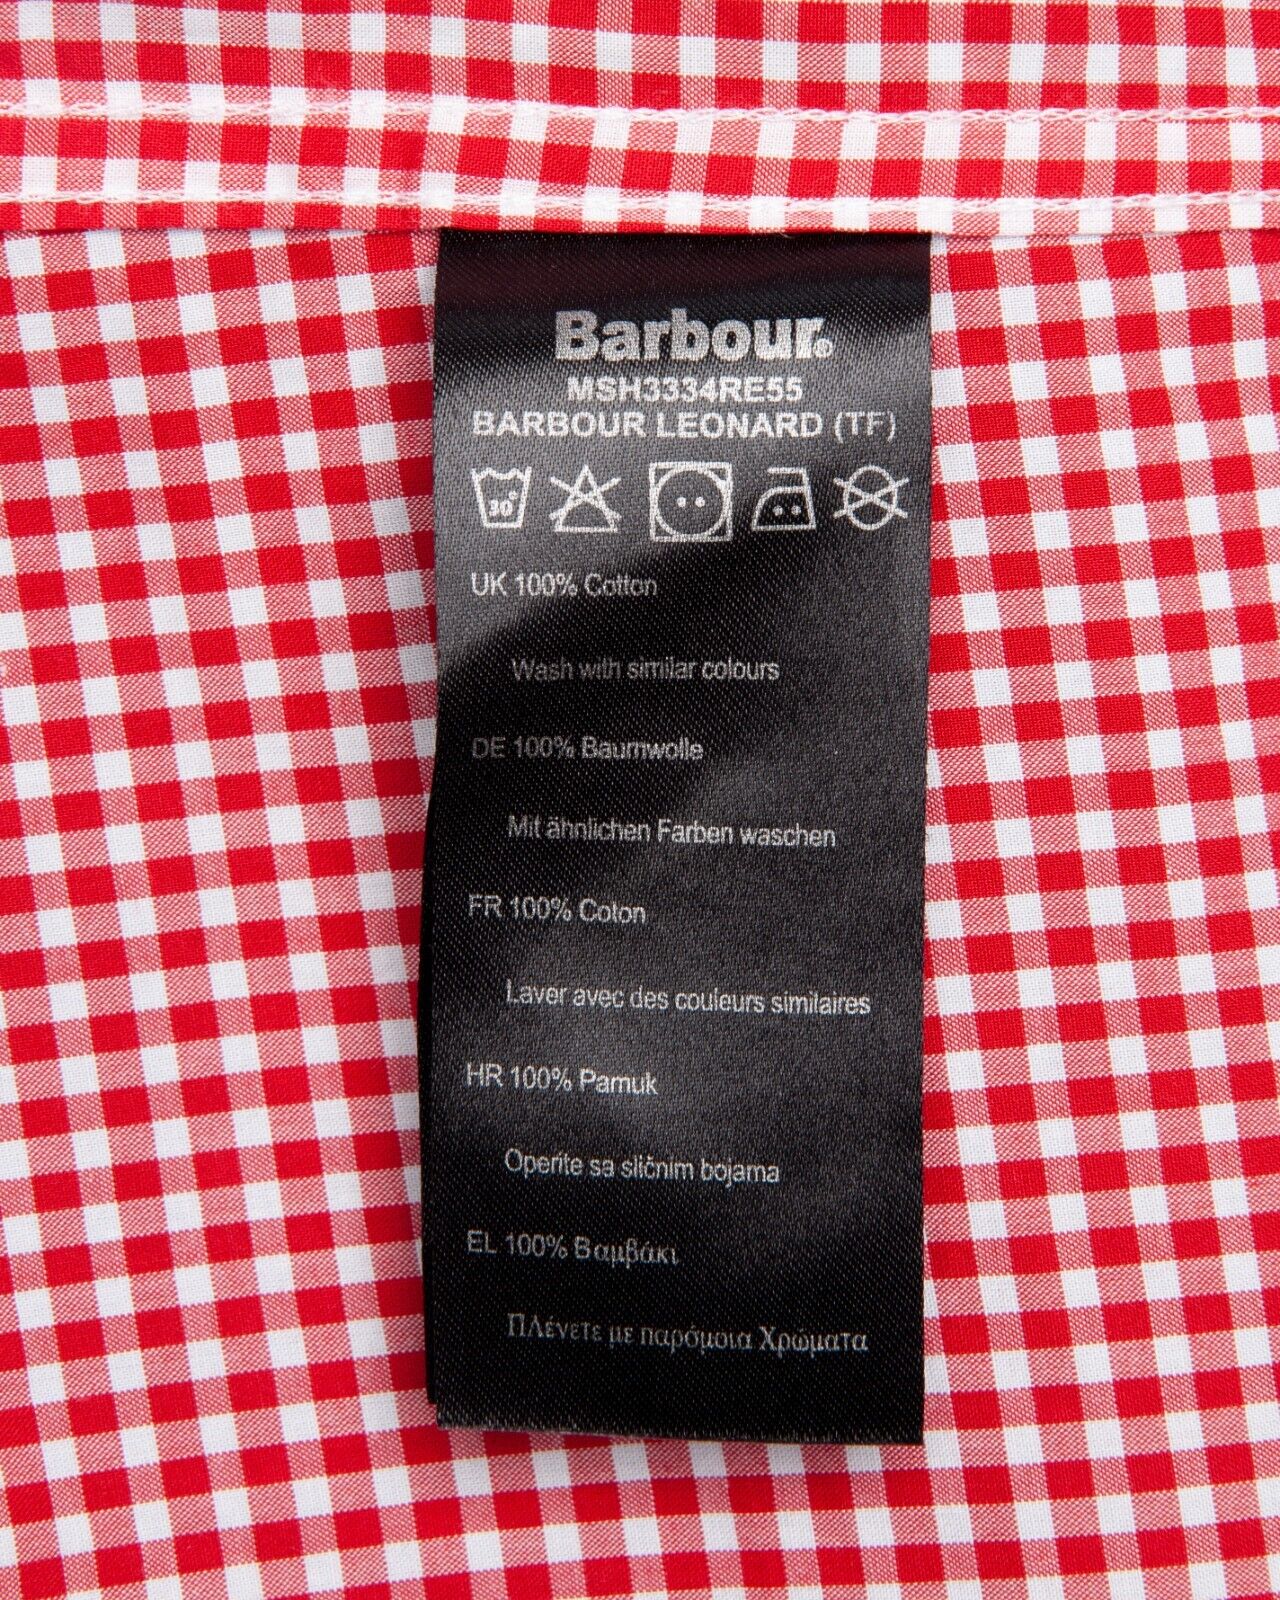 Barbour®
MSH3334RE55
BARBOUR LEONARD (TF)
30°
UK 100% Cotton
Wash with similar colours
DE 100% Baumwolle
Mit ähnlichen Farben waschen
FR 100% Coton
Laver avec des couleurs similaires
HR 100% Pamuk
Operite sa sličnim bojama
EL 100% Βαμβάκι
Πλένετε με παρόμοια Χρώματα